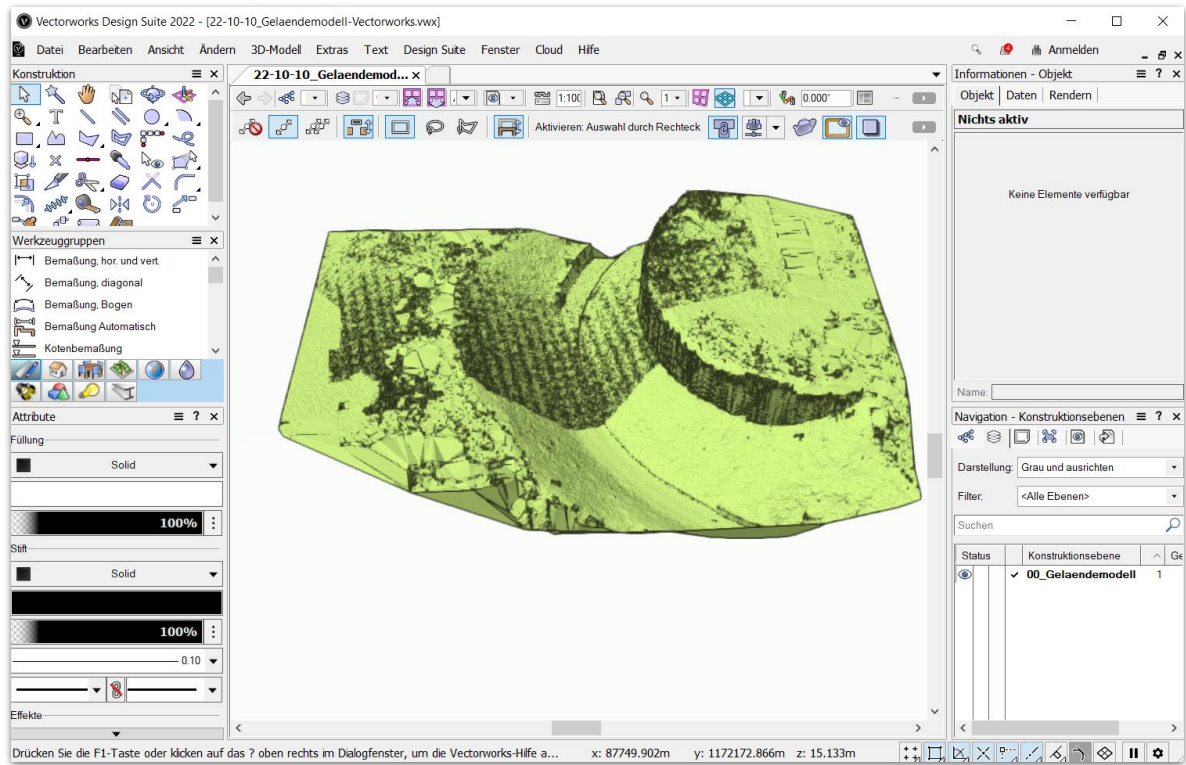 Vectorworks Design Suite 2022 - [22-10-10_Gelaendemodell-Vectorworks.vwx]
Datei Bearbeiten Ansicht Ändern 3D-Modell Extras Text Design Suite Fenster Cloud Hilfe Anmelden
Konstruktion
22-10-10_Gelaendemod...
1:100
1
0.000°
Aktivieren: Auswahl durch Rechteck
Werkzeuggruppen
Bemaßung, hor. und vert.
Bemaßung, diagonal
Bemaßung, Bogen
Bemaßung Automatisch
Kotenbemaßung
Attribute
Füllung
Solid
100%
Stift
Solid
100%
0.10
Effekte
Informationen - Objekt
Objekt Daten Rendern
Nichts aktiv
Keine Elemente verfügbar
Name:
Navigation - Konstruktionsebenen
Darstellung: Grau und ausrichten
Filter: <Alle Ebenen>
Suchen
Status Konstruktionsebene Ge
00_Gelaendemodell 1
Drücken Sie die F1-Taste oder klicken auf das ? oben rechts im Dialogfenster, um die Vectorworks-Hilfe a... x: 87749.902m y: 1172172.866m z: 15.133m